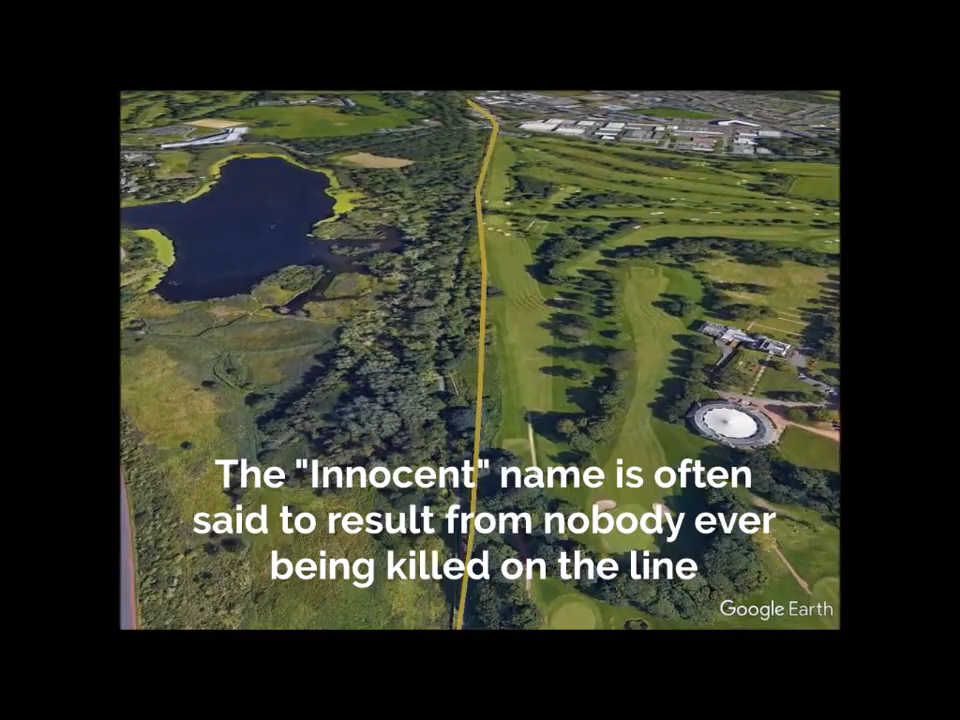 The "Innocent" name is often
said to result from nobody ever
being killed on the line
Google Earth